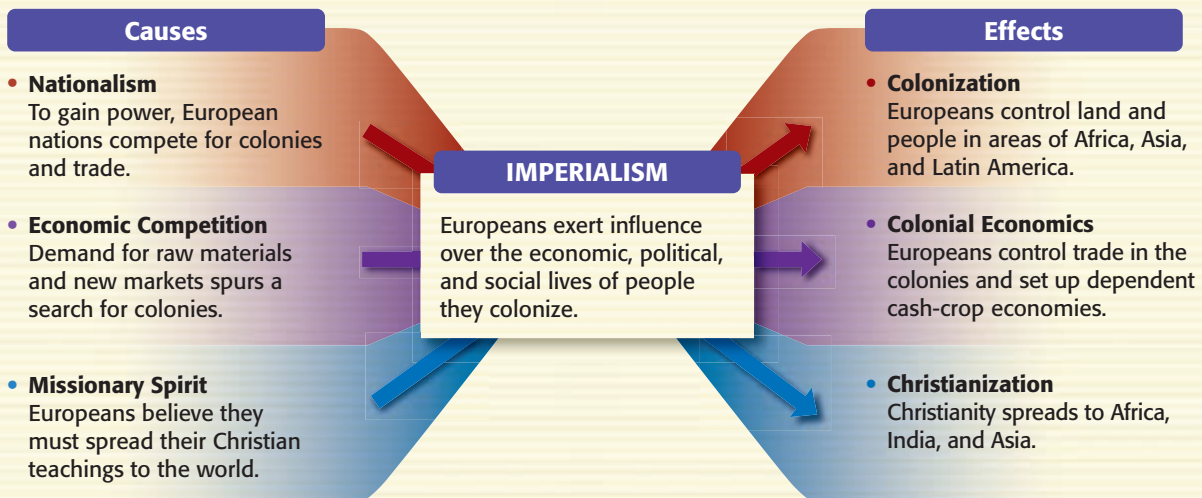 Causes
• Nationalism
To gain power, European
nations compete for colonies
and trade.
• Economic Competition
Demand for raw materials
and new markets spurs a
search for colonies.
• Missionary Spirit
Europeans believe they
must spread their Christian
teachings to the world.
IMPERIALISM
Europeans exert influence
over the economic, political,
and social lives of people
they colonize.
Effects
• Colonization
Europeans control land and
people in areas of Africa, Asia,
and Latin America.
• Colonial Economics
Europeans control trade in the
colonies and set up dependent
cash-crop economies.
• Christianization
Christianity spreads to Africa,
India, and Asia.